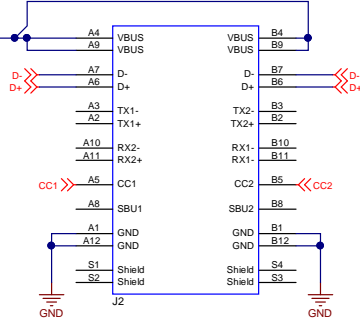 A4 VBUS VBUS B4
A9 VBUS VBUS B9
D- A7 D- D- B7 D-
D+ A6 D+ D+ B6 D+
A3 TX1- TX2- B3
A2 TX1+ TX2+ B2
A10 RX2- RX1- B10
A11 RX2+ RX1- B11
CC1 A5 CC1 CC2 B5 CC2
A8 SBU1 SBU2 B8
A1 GND GND B1
A12 GND GND B12
S1 Shield Shield S4
S2 Shield Shield S3
J2
GND GND